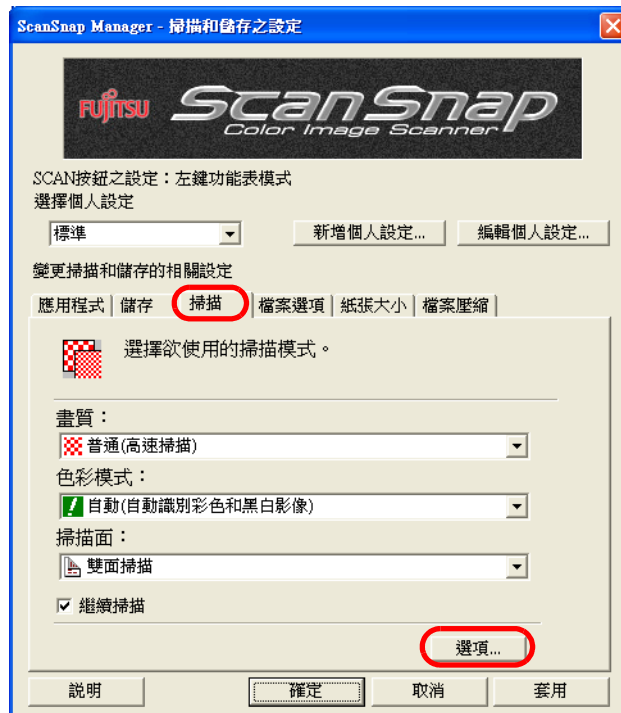 ScanSnap Manager - 掃描和儲存之設定
FUJITSU ScanSnap
Color Image Scanner
SCAN按鈕之設定：左鍵功能表模式
選擇個人設定
標準 新增個人設定... 編輯個人設定...
變更掃描和儲存的相關設定
應用程式 儲存 掃描 檔案選項 紙張大小 檔案壓縮
選擇欲使用的掃描模式。
畫質：
普通(高速掃描)
色彩模式：
自動(自動識別彩色和黑白影像)
掃描面：
雙面掃描
繼續掃描
選項...
説明 確定 取消 套用